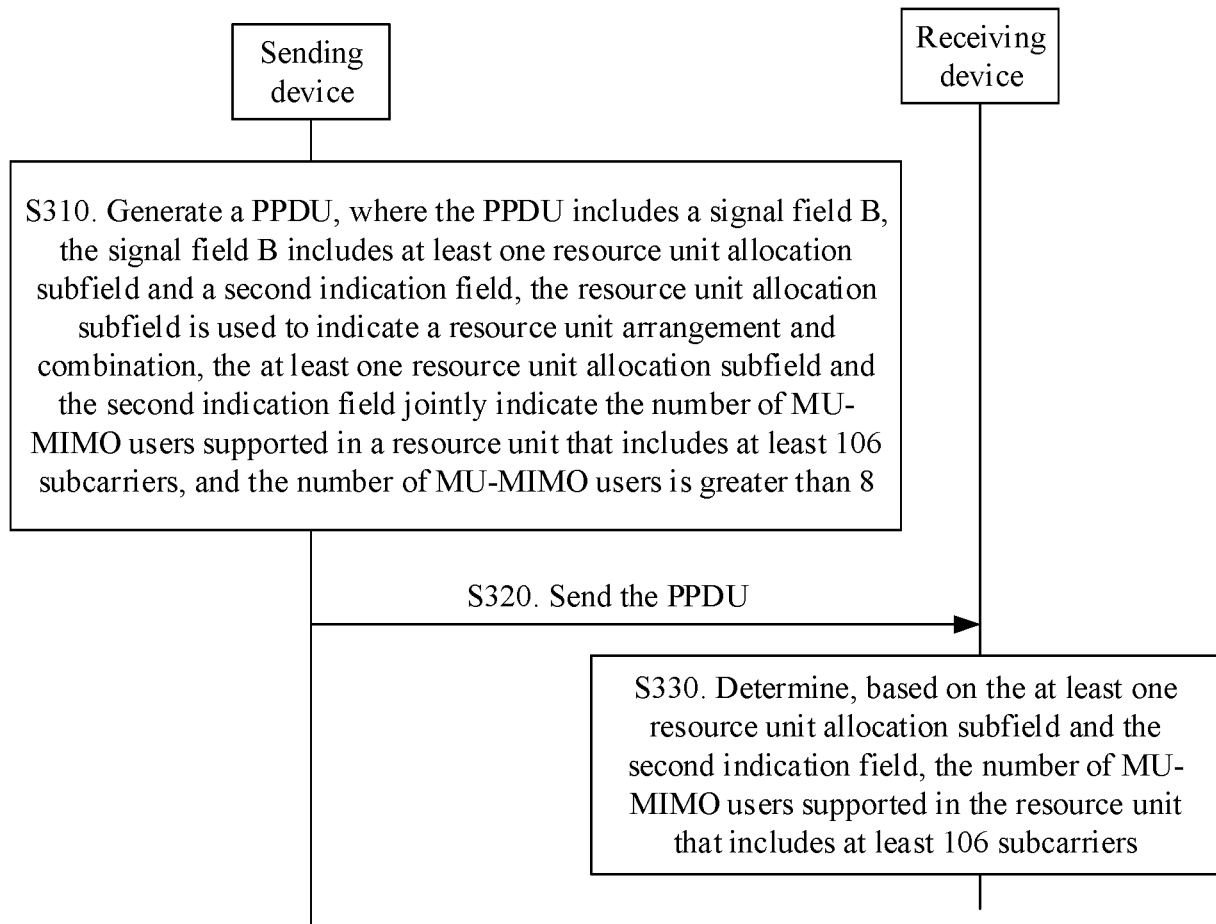 Sending
device
Receiving
device
S310. Generate a PPDU, where the PPDU includes a signal field B,
the signal field B includes at least one resource unit allocation
subfield and a second indication field, the resource unit allocation
subfield is used to indicate a resource unit arrangement and
combination, the at least one resource unit allocation subfield and
the second indication field jointly indicate the number of MU-
MIMO users supported in a resource unit that includes at least 106
subcarriers, and the number of MU-MIMO users is greater than 8
S320. Send the PPDU
S330. Determine, based on the at least one
resource unit allocation subfield and the
second indication field, the number of MU-
MIMO users supported in the resource unit
that includes at least 106 subcarriers